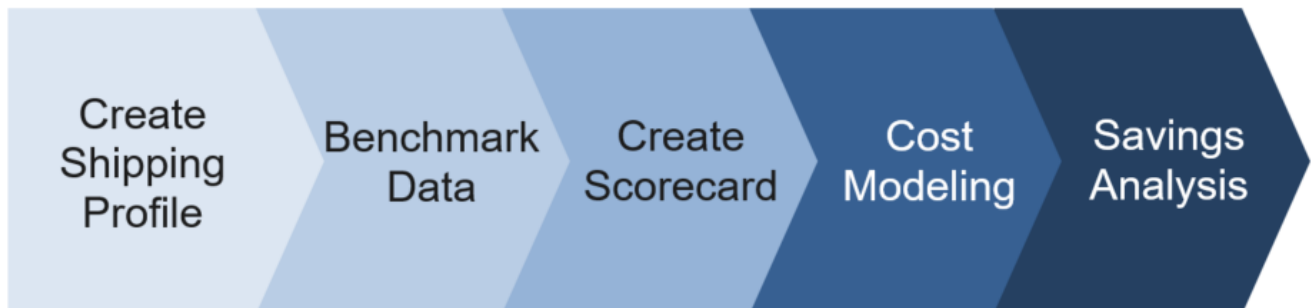 Create
Shipping
Profile
Benchmark
Data
Create
Scorecard
Cost
Modeling
Savings
Analysis